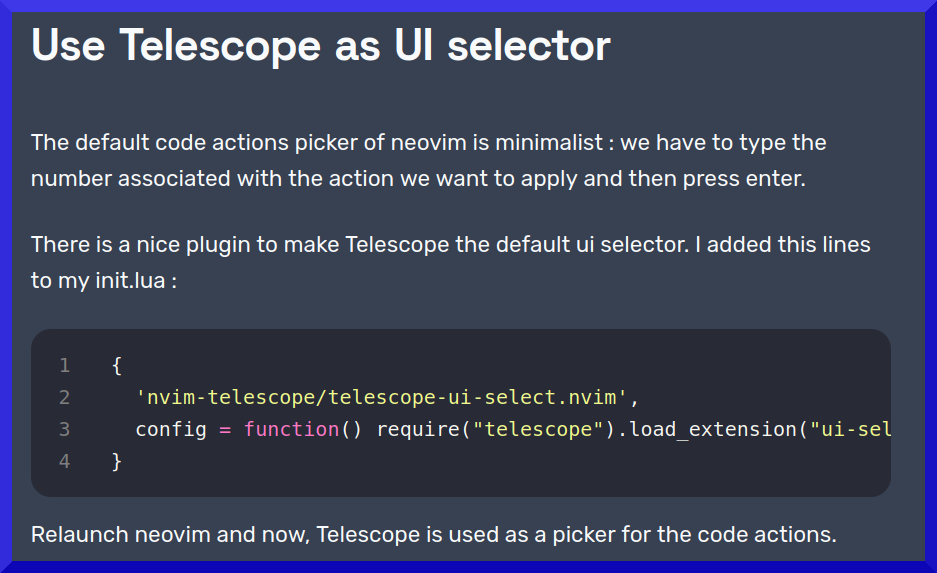 Use Telescope as UI selector
The default code actions picker of neovim is minimalist : we have to type the
number associated with the action we want to apply and then press enter.
There is a nice plugin to make Telescope the default ui selector. I added this lines
to my init.lua :
1 {
2 'nvim-telescope/telescope-ui-select.nvim',
3 config = function() require("telescope").load_extension("ui-sel
4 }
Relaunch neovim and now, Telescope is used as a picker for the code actions.